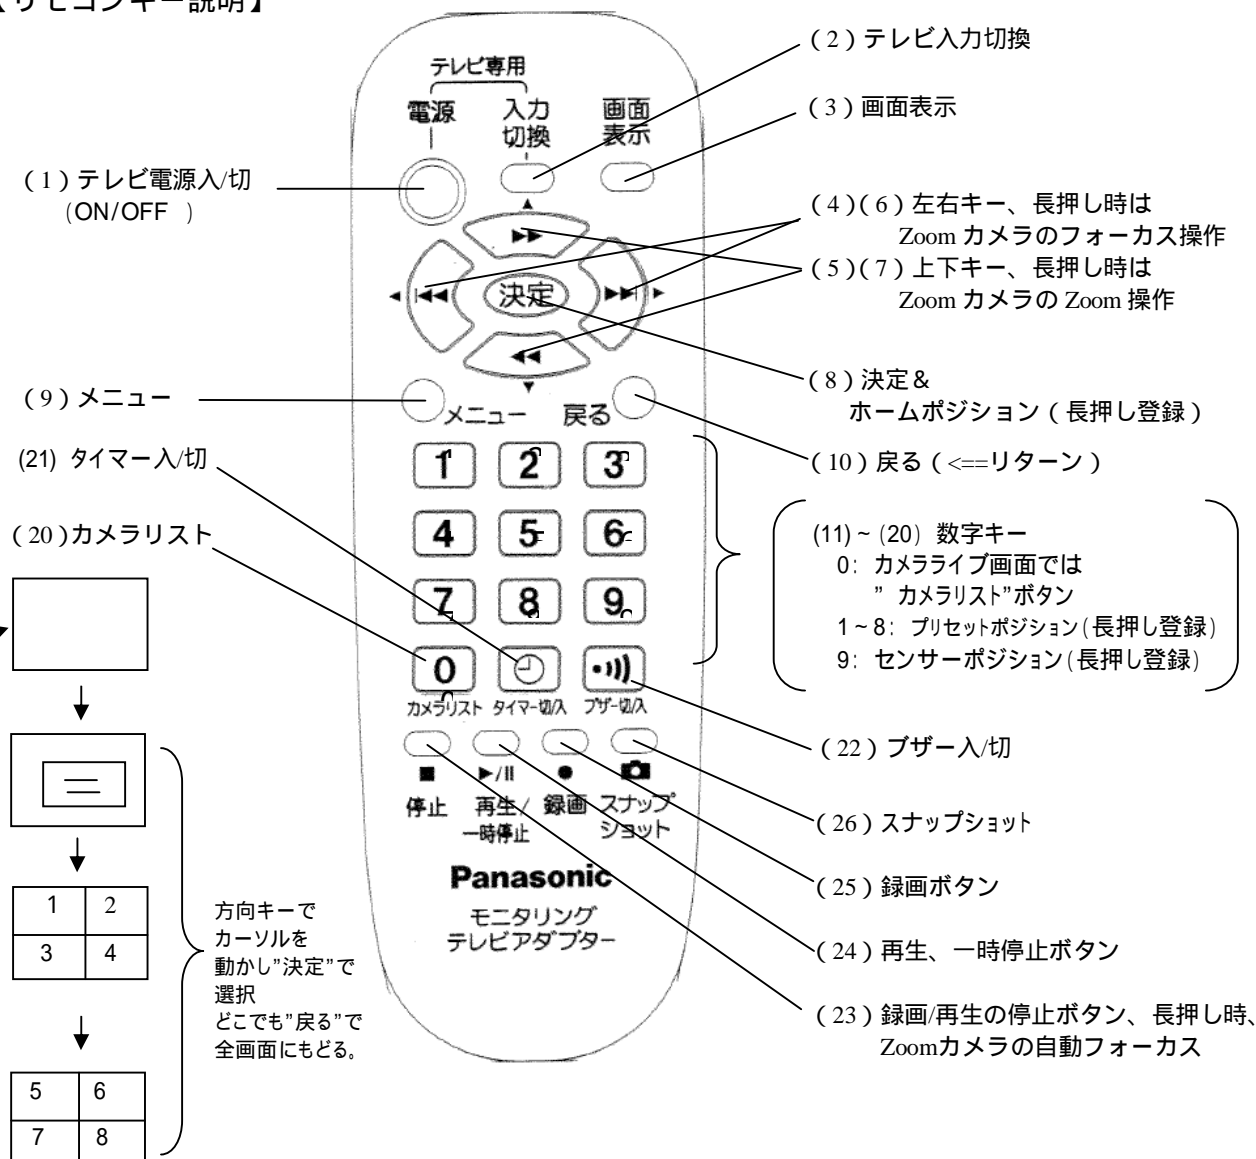 【リモコンキー説明】
テレビ専用
電源
入力
切換
画面
表示
(1)テレビ電源入/切
(ON/OFF )
(2)テレビ入力切換
(3)画面表示
(4)(6)左右キー、長押し時は
Zoom カメラのフォーカス操作
(5)(7)上下キー、長押し時は
Zoom カメラの Zoom 操作
決定
(8)決定&
ホームポジション(長押し登録)
(9)メニュー
メニュー
戻る
(10)戻る(<==リターン)
(21) タイマー入/切
(20)カメラリスト
1 2 3
4 5 6
7 8 9
0
カメラリスト タイマー切/入 ブザー切/入
(11)~(20) 数字キー
0: カメラライブ画面では
”カメラリスト”ボタン
1~8: プリセットポジション(長押し登録)
9: センサーポジション(長押し登録)
(22)ブザー入/切
■ ▶/II ●
停止 再生/ 録画 スナップ
一時停止 ショット
(26)スナップショット
(25)録画ボタン
(24)再生、一時停止ボタン
(23)録画/再生の停止ボタン、長押し時、
Zoomカメラの自動フォーカス
Panasonic
モニタリング
テレビアダプター
1 2
3 4
5 6
7 8
方向キーで
カーソルを
動かし”決定”で
選択
どこでも”戻る”で
全画面にもどる。